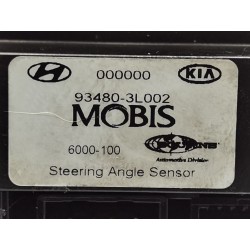 000000
KIA
93480-3L002
MOBIS
6000-100
Automotive Division
Steering Angle Sensor